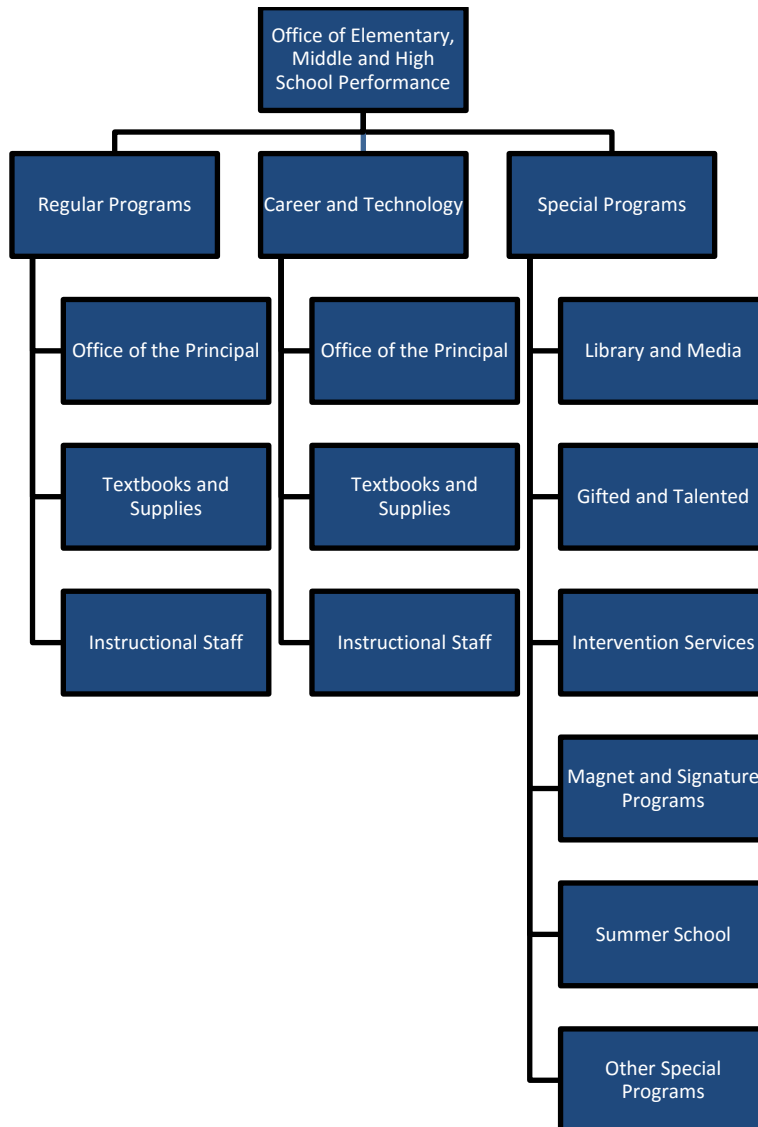 Office of Elementary,
Middle and High
School Performance
Regular Programs
Career and Technology
Special Programs
Office of the Principal
Textbooks and
Supplies
Instructional Staff
Office of the Principal
Textbooks and
Supplies
Instructional Staff
Library and Media
Gifted and Talented
Intervention Services
Magnet and Signature
Programs
Summer School
Other Special
Programs